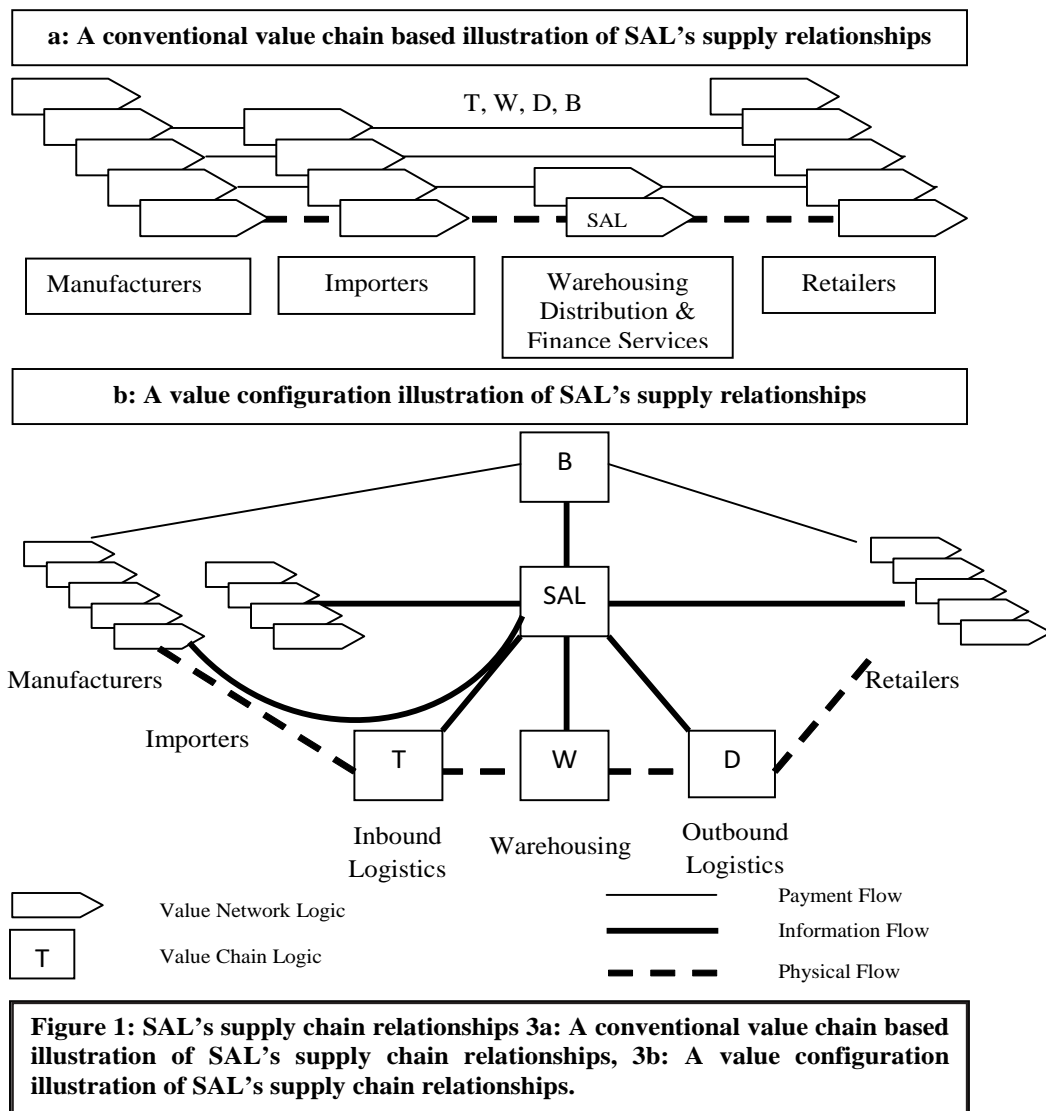 a: A conventional value chain based illustration of SAL's supply relationships
T, W, D, B
SAL
Manufacturers
Importers
Warehousing
Distribution &
Finance Services
Retailers
b: A value configuration illustration of SAL's supply relationships
B
SAL
Manufacturers
Retailers
Importers
T
W
D
Inbound
Logistics
Warehousing
Outbound
Logistics
Value Network Logic
T
Value Chain Logic
Payment Flow
Information Flow
Physical Flow
Figure 1: SAL's supply chain relationships 3a: A conventional value chain based
illustration of SAL's supply chain relationships, 3b: A value configuration
illustration of SAL's supply chain relationships.